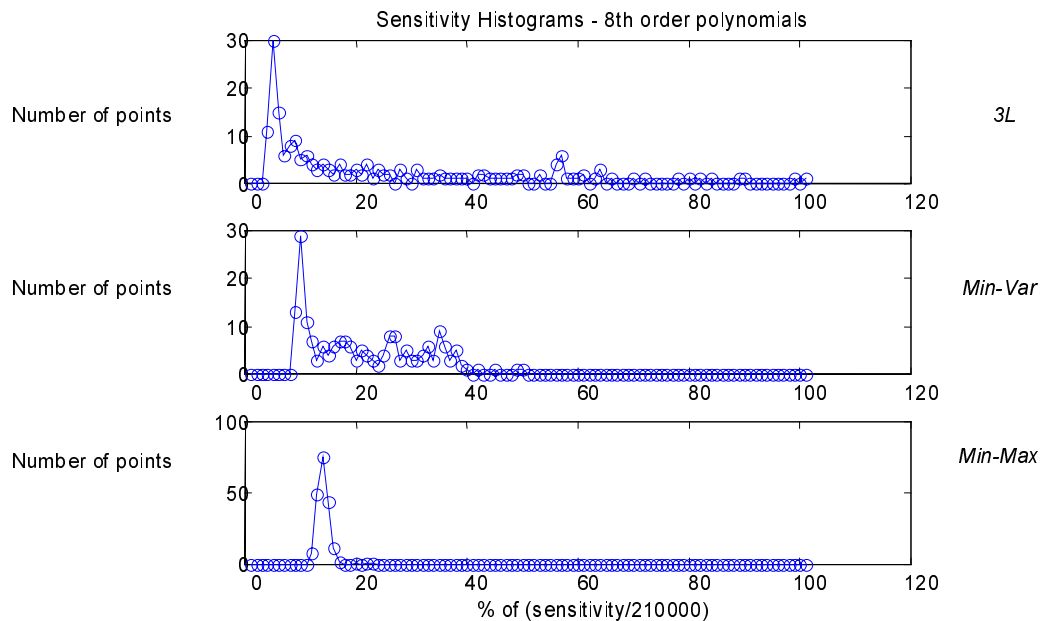 Sensitivity Histograms - 8th order polynomials
30
20
10
0
Number of points
3L
0 20 40 60 80 100 120
30
20
10
0
Number of points
Min-Var
0 20 40 60 80 100 120
100
50
0
Number of points
Min-Max
0 20 40 60 80 100 120
% of (sensitivity/210000)